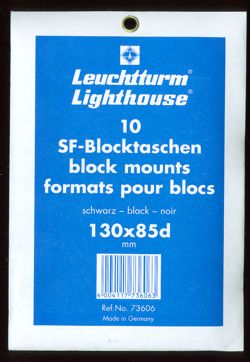 Leuchtturm
Lighthouse®
10
SF-Blocktaschen
block mounts
formats pour blocs
schwarz – black – noir
130x85d
mm
4 004117 736063
Ref.No. 73606
Made in Germany